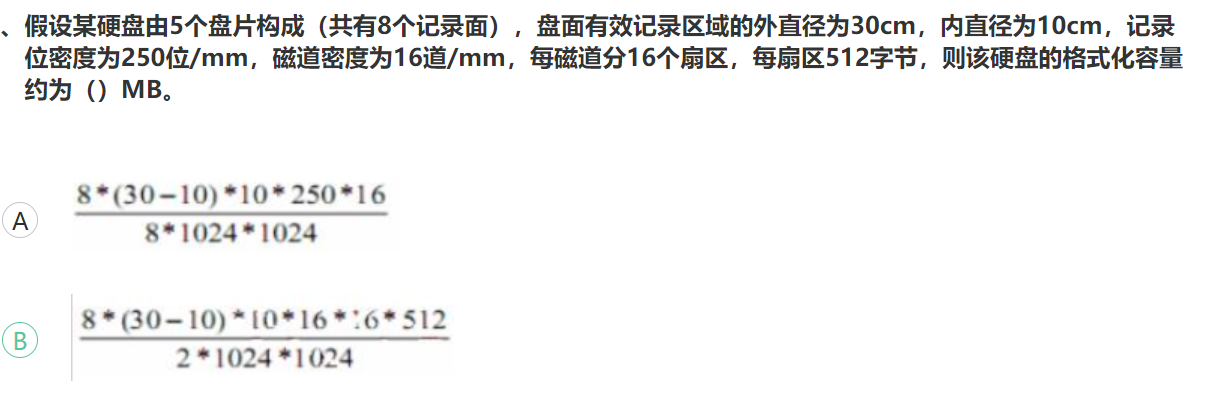 、假设某硬盘由5个盘片构成（共有8个记录面），盘面有效记录区域的外直径为30cm，内直径为10cm，记录
位密度为250位/mm，磁道密度为16道/mm，每磁道分16个扇区，每扇区512字节，则该硬盘的格式化容量
约为（）MB。
A
8*(30-10)*10*250*16
8*1024*1024
B
8*(30-10)*10*16*16*512
2*1024*1024